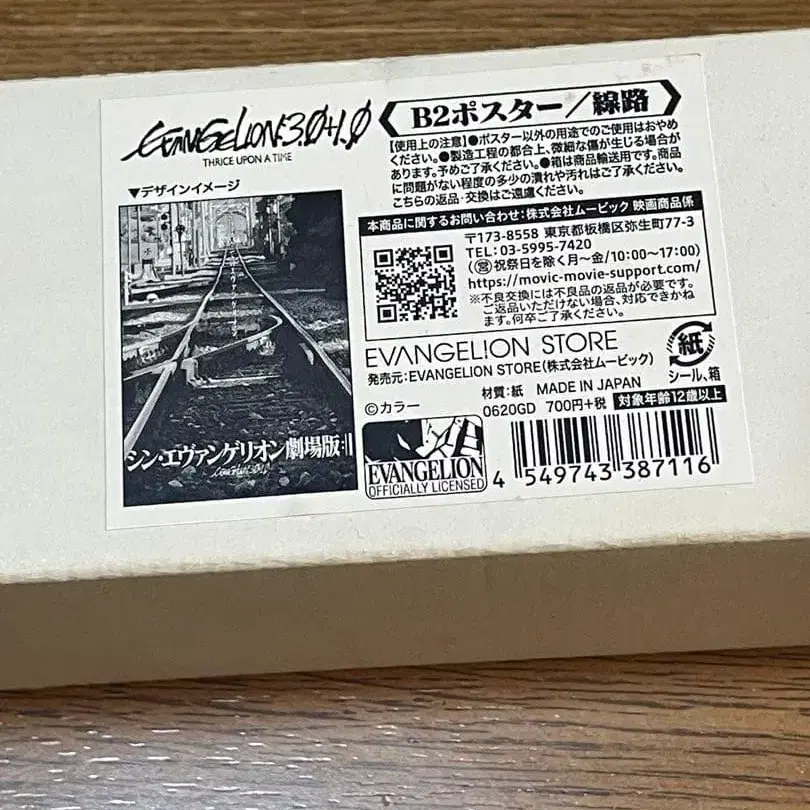 EVANGELION:3.0+1.0
THRICE UPON A TIME
▼デザインイメージ
シン・エヴァンゲリオン劇場版:||
B2ポスター/線路
【使用上の注意】●ポスター以外の用途でのご使用はおやめ
ください。●製造工程の都合上、微細な傷が生じる場合が
あります。予めご了承ください。●箱は商品輸送用です。商品
に問題がない程度の多少の潰れや汚れはご了承ください。
こちらの返品・交換はご遠慮ください。
本商品に関するお問い合わせ:株式会社ムービック 映画商品係
〒173-8558 東京都板橋区弥生町77-3
TEL:03-5995-7420
(営 祝祭日を除く月~金/10:00~17:00)
https://movic-movie-support.com/
※不良交換には不良品の返品が必要です。
ご返品いただけない場合、対応できかね
ます。何卒ご了承ください。
EVANGELION STORE
発売元:EVANGELION STORE(株式会社ムービック)
紙
シール、箱
材質:紙 MADE IN JAPAN
©カラー
0620GD 700円+税 対象年齢12歳以上
EVANGELION
OFFICIALLY LICENSED
4 549743 387116